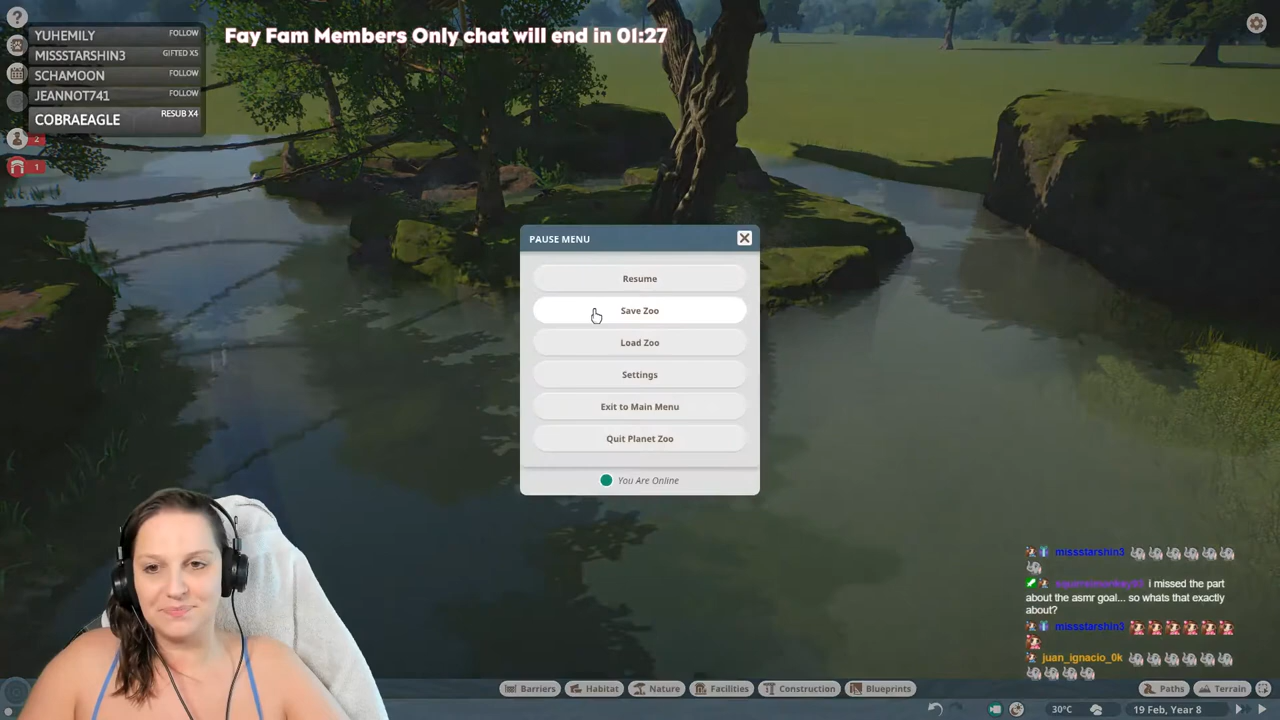 Fay Fam Members Only chat will end in 01:27
YUHEMILY FOLLOW
MISSSTARSHIN3 GIFTED X5
SCHAMOON FOLLOW
JEANNOT741 FOLLOW
COBRAEAGLE RESUB X4
2
1
PAUSE MENU
Resume
Save Zoo
Load Zoo
Settings
Exit to Main Menu
Quit Planet Zoo
You Are Online
missstarshin3
i missed the part
about the asmr goal... so whats that exactly
about?
missstarshin3
juan_ignacio_0k
Barriers Habitat Nature Facilities Construction Blueprints Paths Terrain
30°C 19 Feb, Year 8